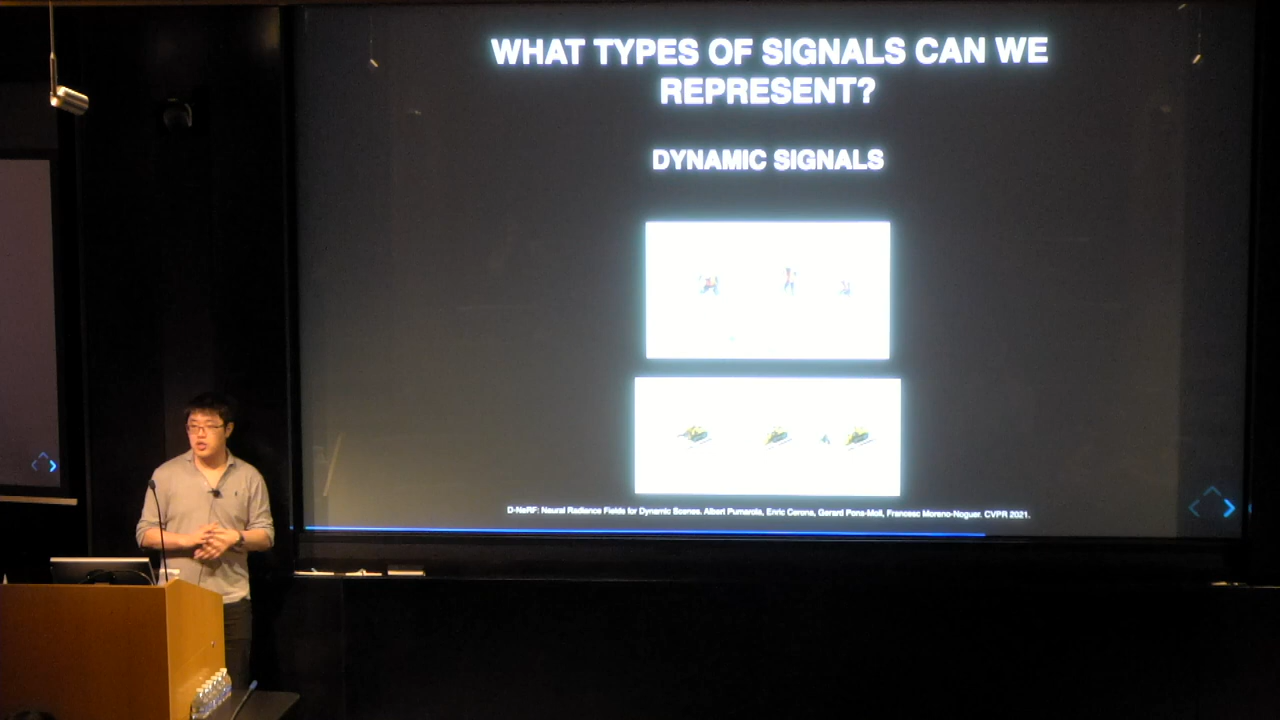 WHAT TYPES OF SIGNALS CAN WE
REPRESENT?
DYNAMIC SIGNALS
D-NeRF: Neural Radiance Fields for Dynamic Scenes. Albert Pumarola, Enric Corona, Gerard Pons-Moll, Francesc Moreno-Noguer. CVPR 2021.